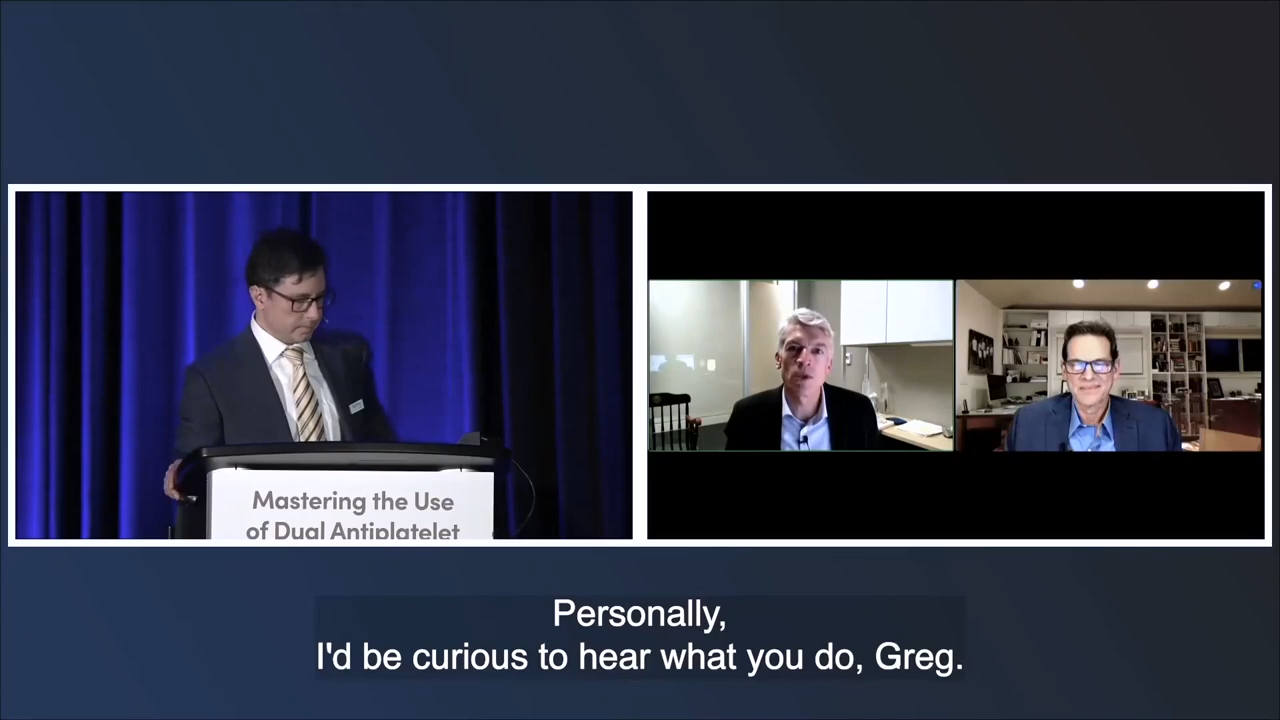 Mastering the Use
of Dual Antiplatelet
Personally,
I'd be curious to hear what you do, Greg.